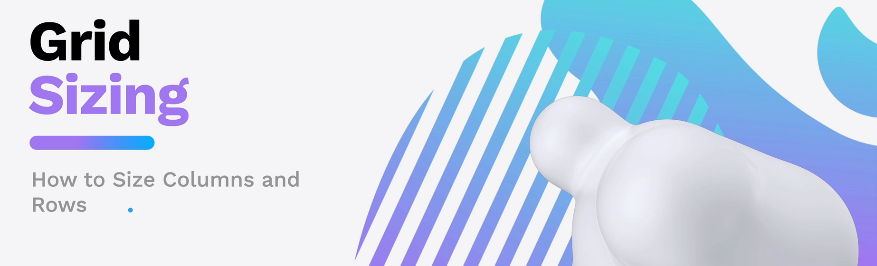 Grid
Sizing
How to Size Columns and
Rows